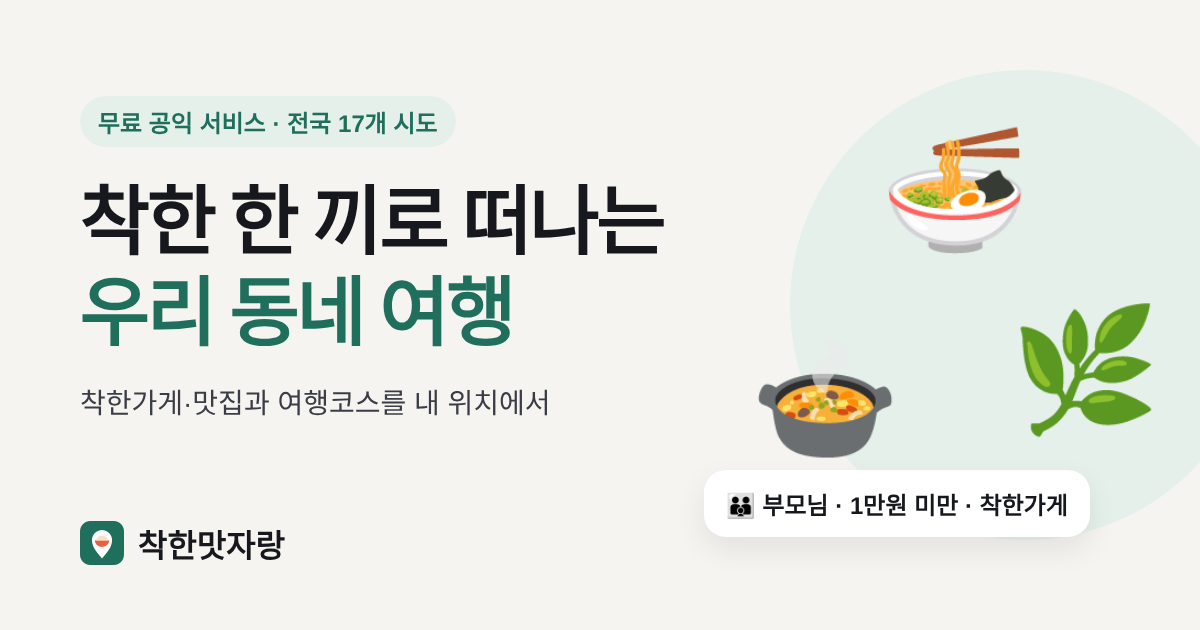 무료 공익 서비스 · 전국 17개 시도
착한 한 끼로 떠나는
우리 동네 여행
착한가게·맛집과 여행코스를 내 위치에서
부모님 · 1만원 미만 · 착한가게
착한맛자랑